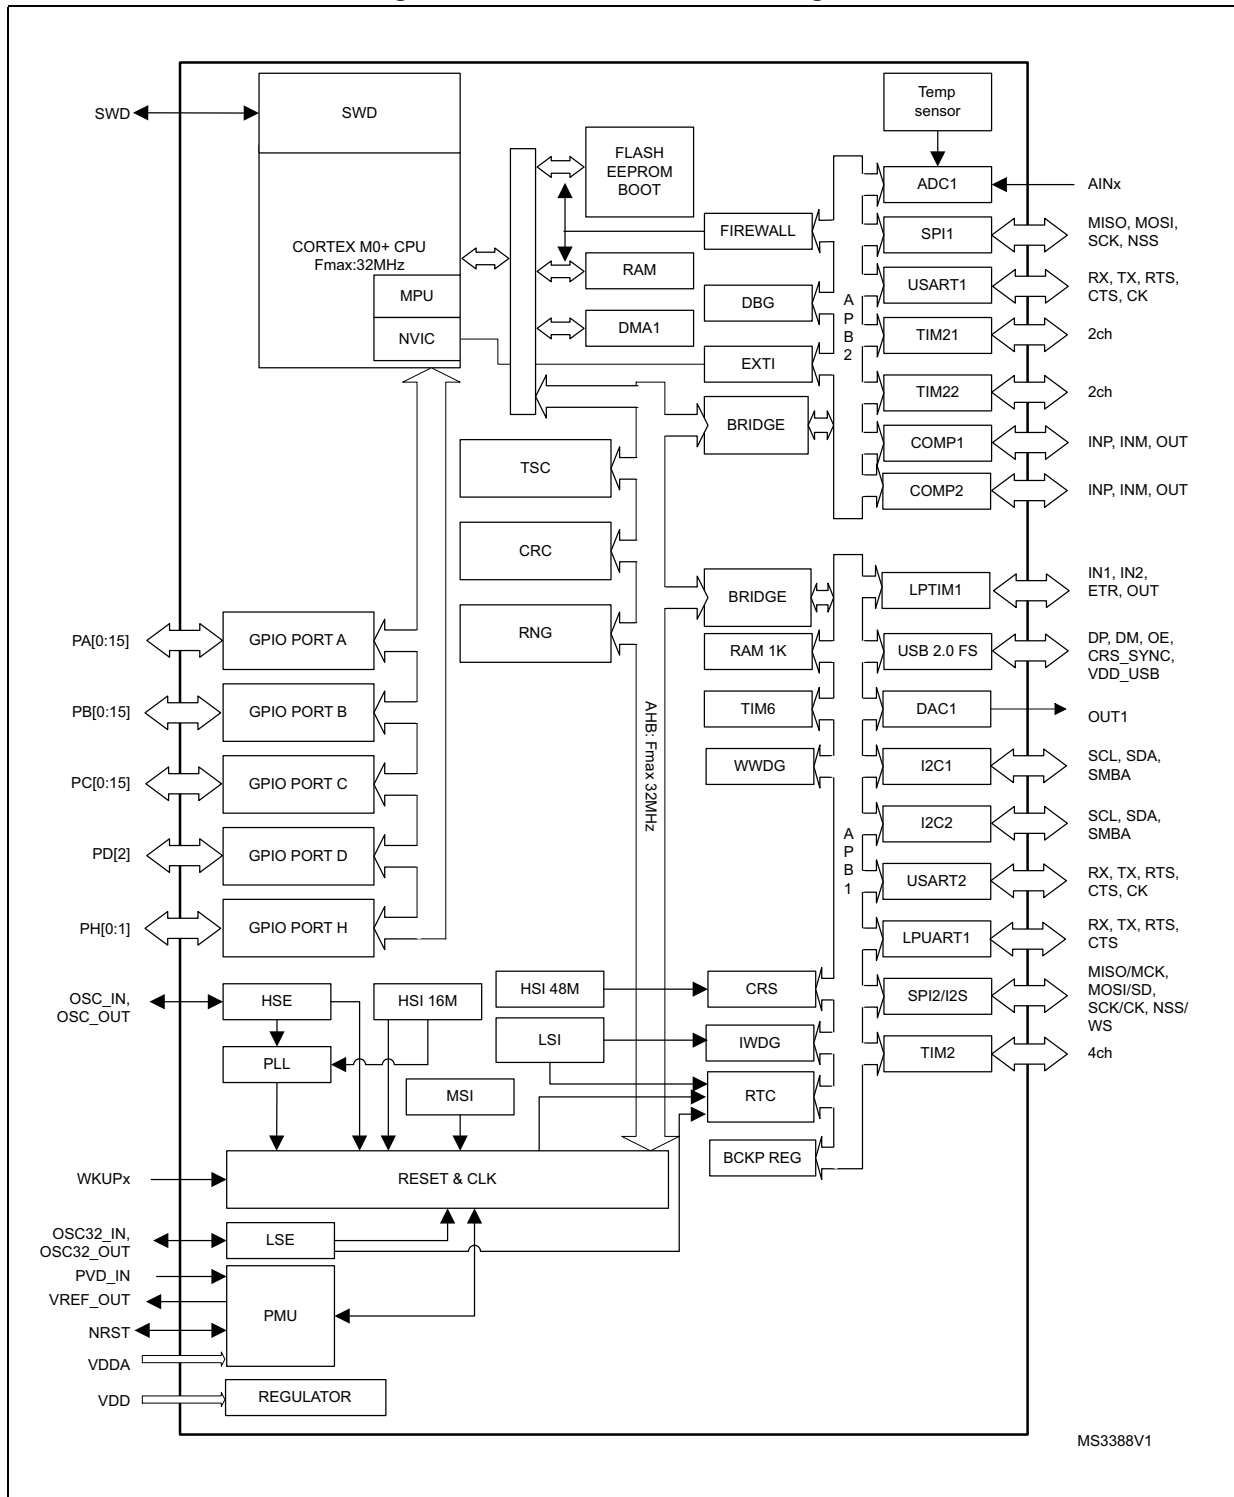 SWD
SWD
CORTEX M0+ CPU
Fmax:32MHz
MPU
NVIC
FLASH
EEPROM
BOOT
RAM
DMA1
FIREWALL
DBG
EXTI
BRIDGE
A
P
B
2
Temp
sensor
ADC1
AINx
SPI1
MISO, MOSI,
SCK, NSS
USART1
RX, TX, RTS,
CTS, CK
TIM21
2ch
TIM22
2ch
COMP1
INP, INM, OUT
COMP2
INP, INM, OUT
TSC
CRC
RNG
AHB: Fmax 32MHz
BRIDGE
RAM 1K
TIM6
WWDG
A
P
B
1
LPTIM1
IN1, IN2,
ETR, OUT
USB 2.0 FS
DP, DM, OE,
CRS_SYNC,
VDD_USB
DAC1
OUT1
I2C1
SCL, SDA,
SMBA
I2C2
SCL, SDA,
SMBA
USART2
RX, TX, RTS,
CTS, CK
LPUART1
RX, TX, RTS,
CTS
SPI2/I2S
MISO/MCK,
MOSI/SD,
SCK/CK, NSS/
WS
TIM2
4ch
PA[0:15]
GPIO PORT A
PB[0:15]
GPIO PORT B
PC[0:15]
GPIO PORT C
PD[2]
GPIO PORT D
PH[0:1]
GPIO PORT H
OSC_IN,
OSC_OUT
HSE
HSI 16M
PLL
MSI
HSI 48M
LSI
CRS
IWDG
RTC
BCKP REG
WKUPx
RESET & CLK
OSC32_IN,
OSC32_OUT
LSE
PVD_IN
VREF_OUT
NRST
VDDA
PMU
VDD
REGULATOR
MS3388V1